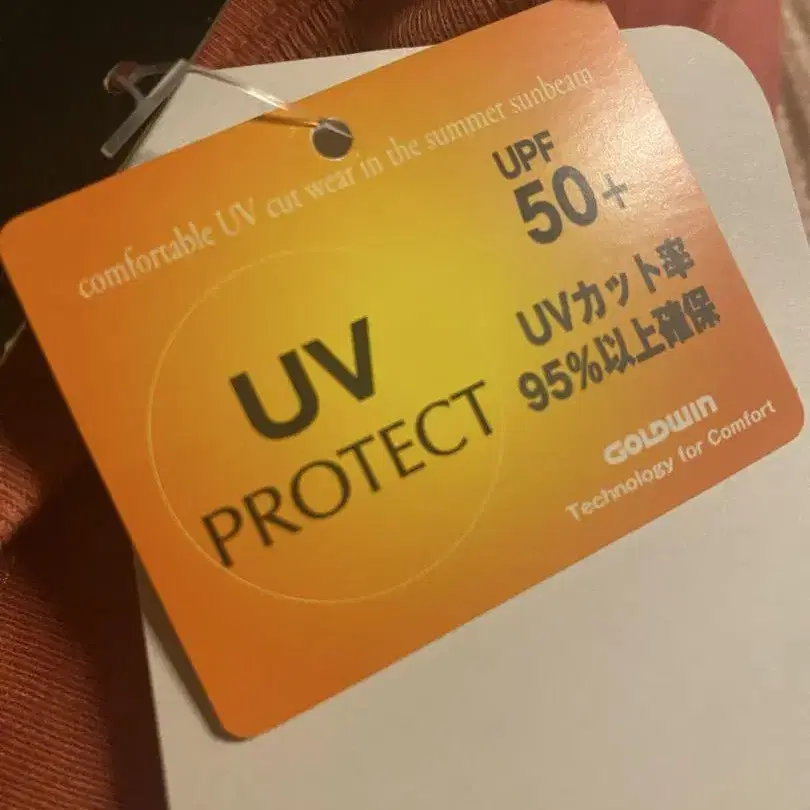 comfortable UV cut wear in the summer sunbeam
UPF
50+
UVカット率
95%以上確保
UV
PROTECT
GOLDWIN
Technology for Comfort